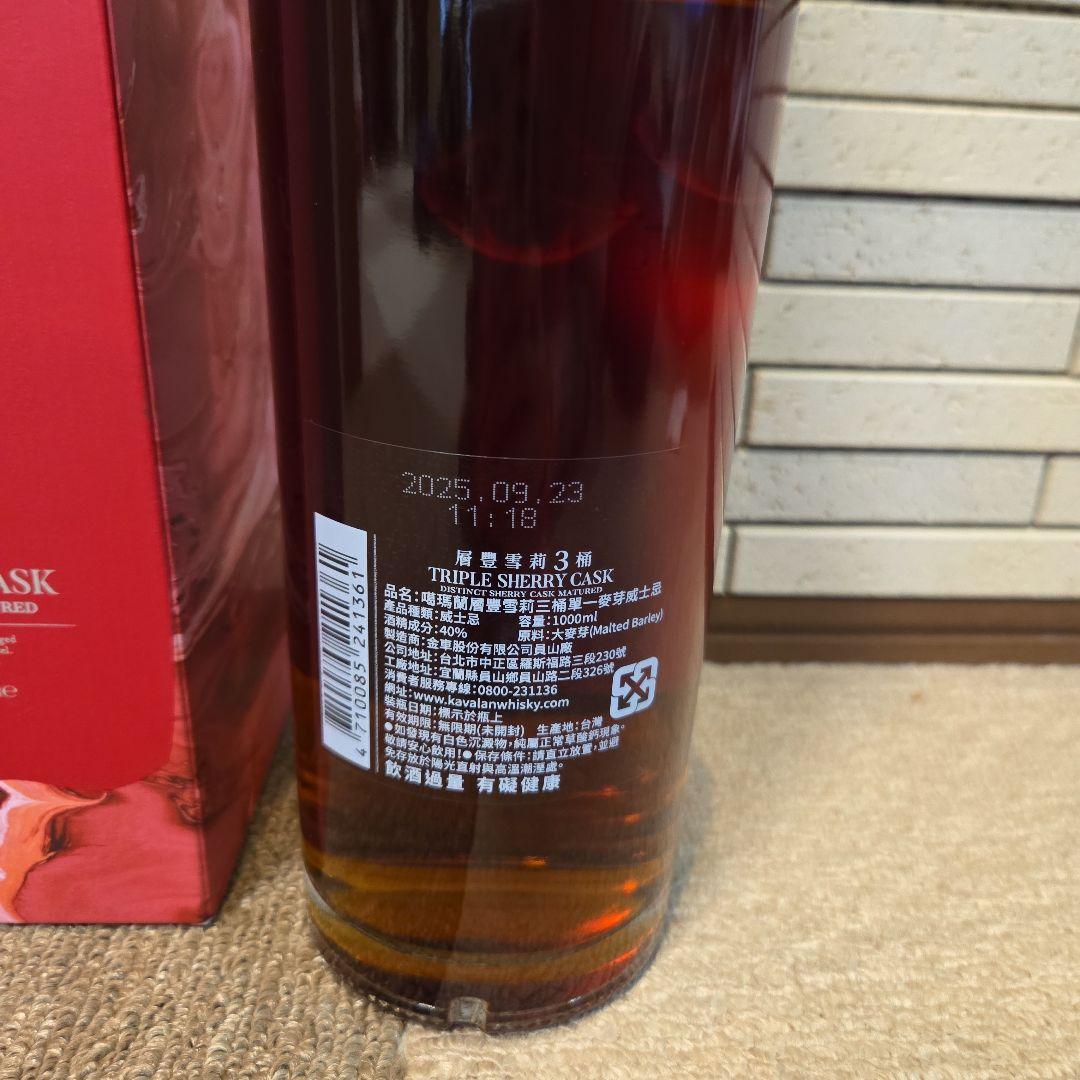 CASK
2025.09.23
11:18
層豐雪莉3桶
TRIPLE SHERRY CASK
DISTINCT SHERRY CASK MATURED
品名:噶瑪蘭層豐雪莉三桶單一麥芽威士忌
產品種類:威士忌 容量:1000ml
酒精成分:40% 原料:大麥芽(Malted Barley)
製造商:金車股份有限公司員山廠
公司地址:台北市中正區羅斯福路三段230號
工廠地址:宜蘭縣員山鄉員山路二段326號
消費者服務專線:0800-231136
網址:www.kavalanwhisky.com
裝瓶日期:標示於瓶上
有效期限:無限期(未開封) 生產地:台灣
●如發現有白色沉澱物,純屬正常草酸鈣現象。
敬請安心飲用!●保存條件:請直立放置,並避
免存放於陽光直射與高溫潮溼處。
飲酒過量 有礙健康
4 710085 241361